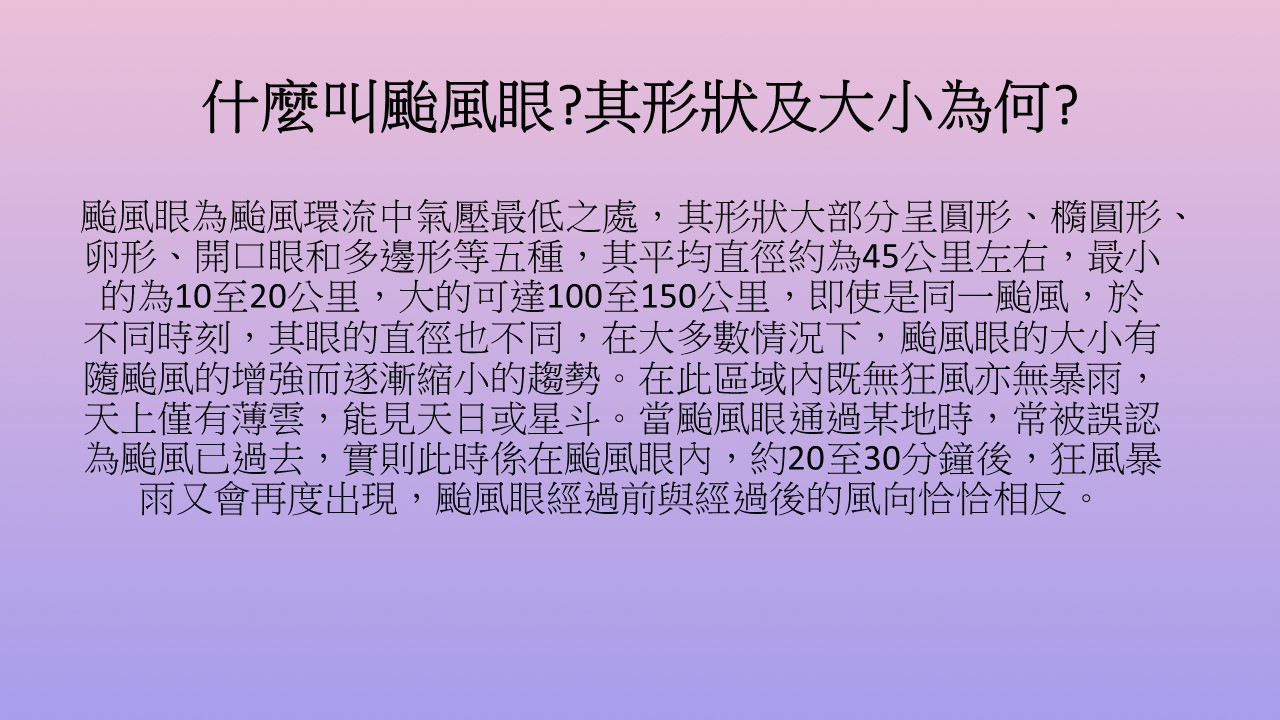 什麼叫颱風眼?其形狀及大小為何?
颱風眼為颱風環流中氣壓最低之處，其形狀大部分呈圓形、橢圓形、
卵形、開口眼和多邊形等五種，其平均直徑約為45公里左右，最小
的為10至20公里，大的可達100至150公里，即使是同一颱風，於
不同時刻，其眼的直徑也不同，在大多數情況下，颱風眼的大小有
隨颱風的增強而逐漸縮小的趨勢。在此區域內既無狂風亦無暴雨，
天上僅有薄雲，能見天日或星斗。當颱風眼通過某地時，常被誤認
為颱風已過去，實則此時係在颱風眼內，約20至30分鐘後，狂風暴
雨又會再度出現，颱風眼經過前與經過後的風向恰恰相反。